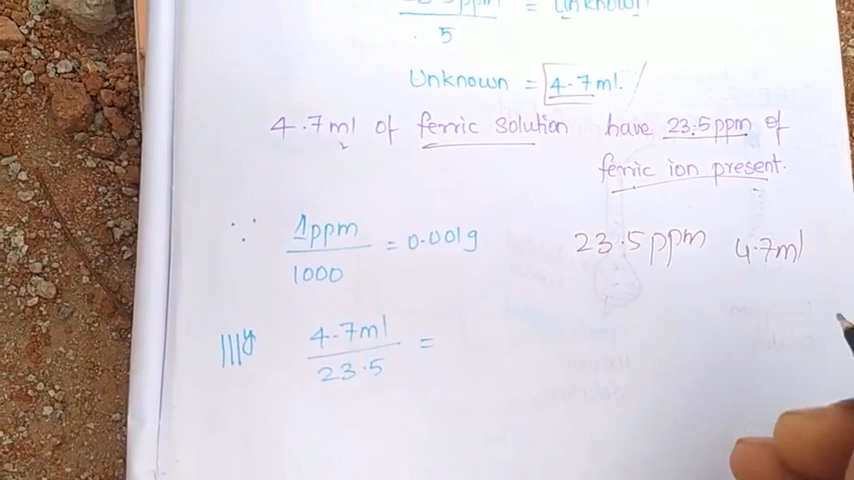 5
Unknown = 4.7ml.
4.7ml of ferric solution have 23.5ppm of
ferric ion present.
∵ 1ppm / 1000 = 0.001g
23.5ppm 4.7ml
|||ly 4.7ml / 23.5 =